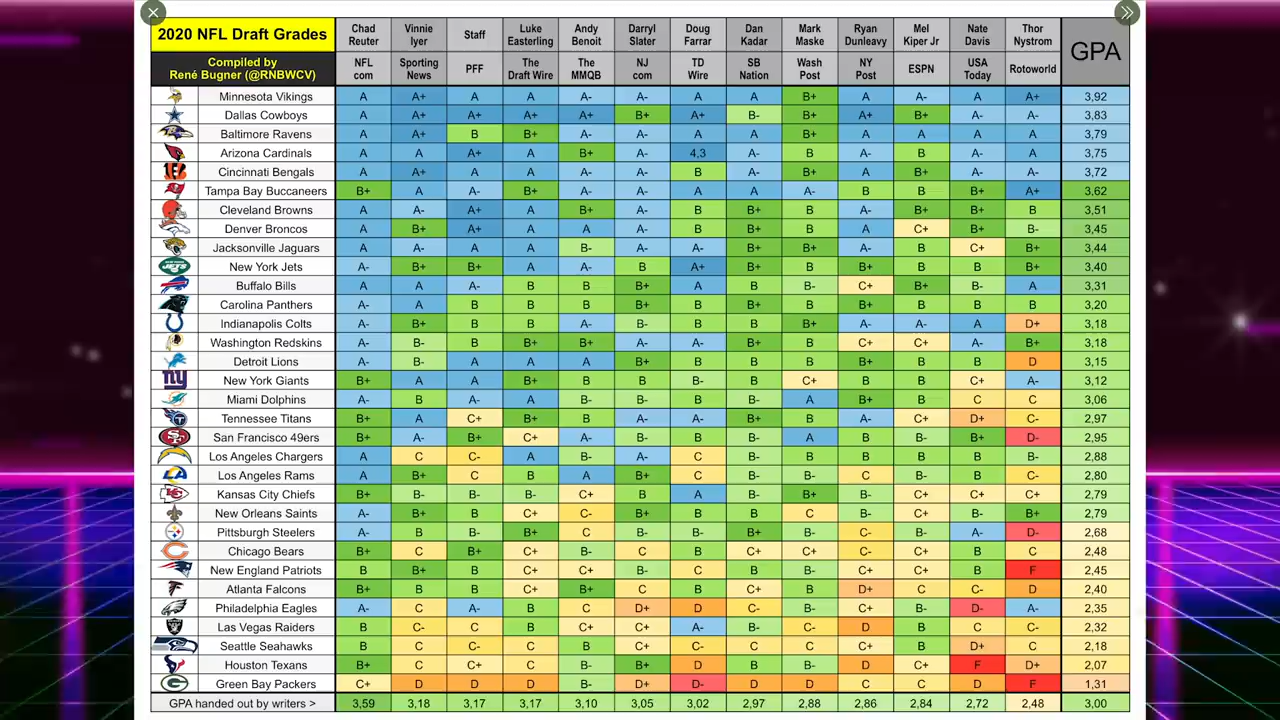 2020 NFL Draft Grades Chad Reuter Vinnie Iyer Staff Luke Easterling Andy Benoit Darryl Slater Doug Farrar Dan Kadar Mark Maske Ryan Dunleavy Mel Kiper Jr Nate Davis Thor Nystrom GPA
Compiled by René Bugner (@RNBWCV) NFL com Sporting News PFF The Draft Wire The MMQB NJ com TD Wire SB Nation Wash Post NY Post ESPN USA Today Rotoworld
Minnesota Vikings A A+ A A A- A- A A B+ A A- A A+ 3,92
Dallas Cowboys A A+ A+ A+ A+ B+ A+ B- B+ A+ B+ A- A- 3,83
Baltimore Ravens A A+ B B+ A- A- A A B+ A A A A 3,79
Arizona Cardinals A A A+ A B+ A- 4,3 A- B A- B A- A 3,75
Cincinnati Bengals A A+ A A A- A- B A- B+ A B+ A- A- 3,72
Tampa Bay Buccaneers B+ A A- B+ A- A- A A A- B B B+ A+ 3,62
Cleveland Browns A A- A+ A B+ A- B B+ B A- B+ B+ B 3,51
Denver Broncos A B+ A+ A A A- B B+ B A C+ B+ B- 3,45
Jacksonville Jaguars A A- A A B- A- A- B+ B+ A- B C+ B+ 3,44
New York Jets A- B+ B+ A A- B A+ B+ B B+ B B B+ 3,40
Buffalo Bills A A A- B B B+ A B B- C+ B+ B- A 3,31
Carolina Panthers A- A B B B B+ B B+ B B+ B B B 3,20
Indianapolis Colts A- B+ B B A- B- B B- B+ A- A- A D+ 3,18
Washington Redskins A- B- B B+ B+ A- A- B+ B C+ C+ A- B+ 3,18
Detroit Lions A- B- A A A B+ B B B B+ B B D 3,15
New York Giants B+ A A B+ B B B- B C+ B B C+ A- 3,12
Miami Dolphins A- B A- A B- B- B B- A B+ B C C 3,06
Tennessee Titans B+ A C+ B+ B A- A- B+ B A- C+ D+ C- 2,97
San Francisco 49ers B+ A- B+ C+ A- B- B B- A B B- B+ D- 2,95
Los Angeles Chargers A C C- A B- A- C B- B B B B B- 2,88
Los Angeles Rams A B+ C B A B+ C B- B- C B- B C- 2,80
Kansas City Chiefs B+ B- B- B- C+ B A B- B+ B- C+ C+ C+ 2,79
New Orleans Saints A- B+ B C+ C- B+ B B- C B- C+ B- B+ 2,79
Pittsburgh Steelers A- B B- B+ C B- B- B+ B- C- B- A- D- 2,68
Chicago Bears B+ C B+ C+ B- C B C+ C+ C+ C+ B C 2,48
New England Patriots B B+ B C+ C+ B- C B B- C+ C+ B F 2,45
Atlanta Falcons B+ B B C+ B+ C B C+ B D+ C C- D 2,40
Philadelphia Eagles A- C A- B C D+ D C- B C+ B- D- A- 2,35
Las Vegas Raiders B C- C B C+ C+ A- B- C- D B C C- 2,32
Seattle Seahawks B C C- C B C+ C- C C C+ B D+ C 2,18
Houston Texans B+ C C+ C B- B+ D B B- D C+ F D+ 2,07
Green Bay Packers C+ D D D B- D+ D- D D C C D F 1,31
GPA handed out by writers > 3,59 3,18 3,17 3,17 3,10 3,05 3,02 2,97 2,88 2,86 2,84 2,72 2,48 3,00